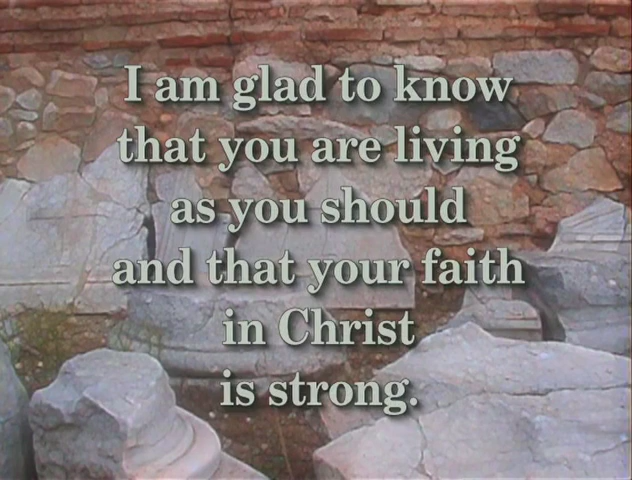 I am glad to know
that you are living
as you should
and that your faith
in Christ
is strong.